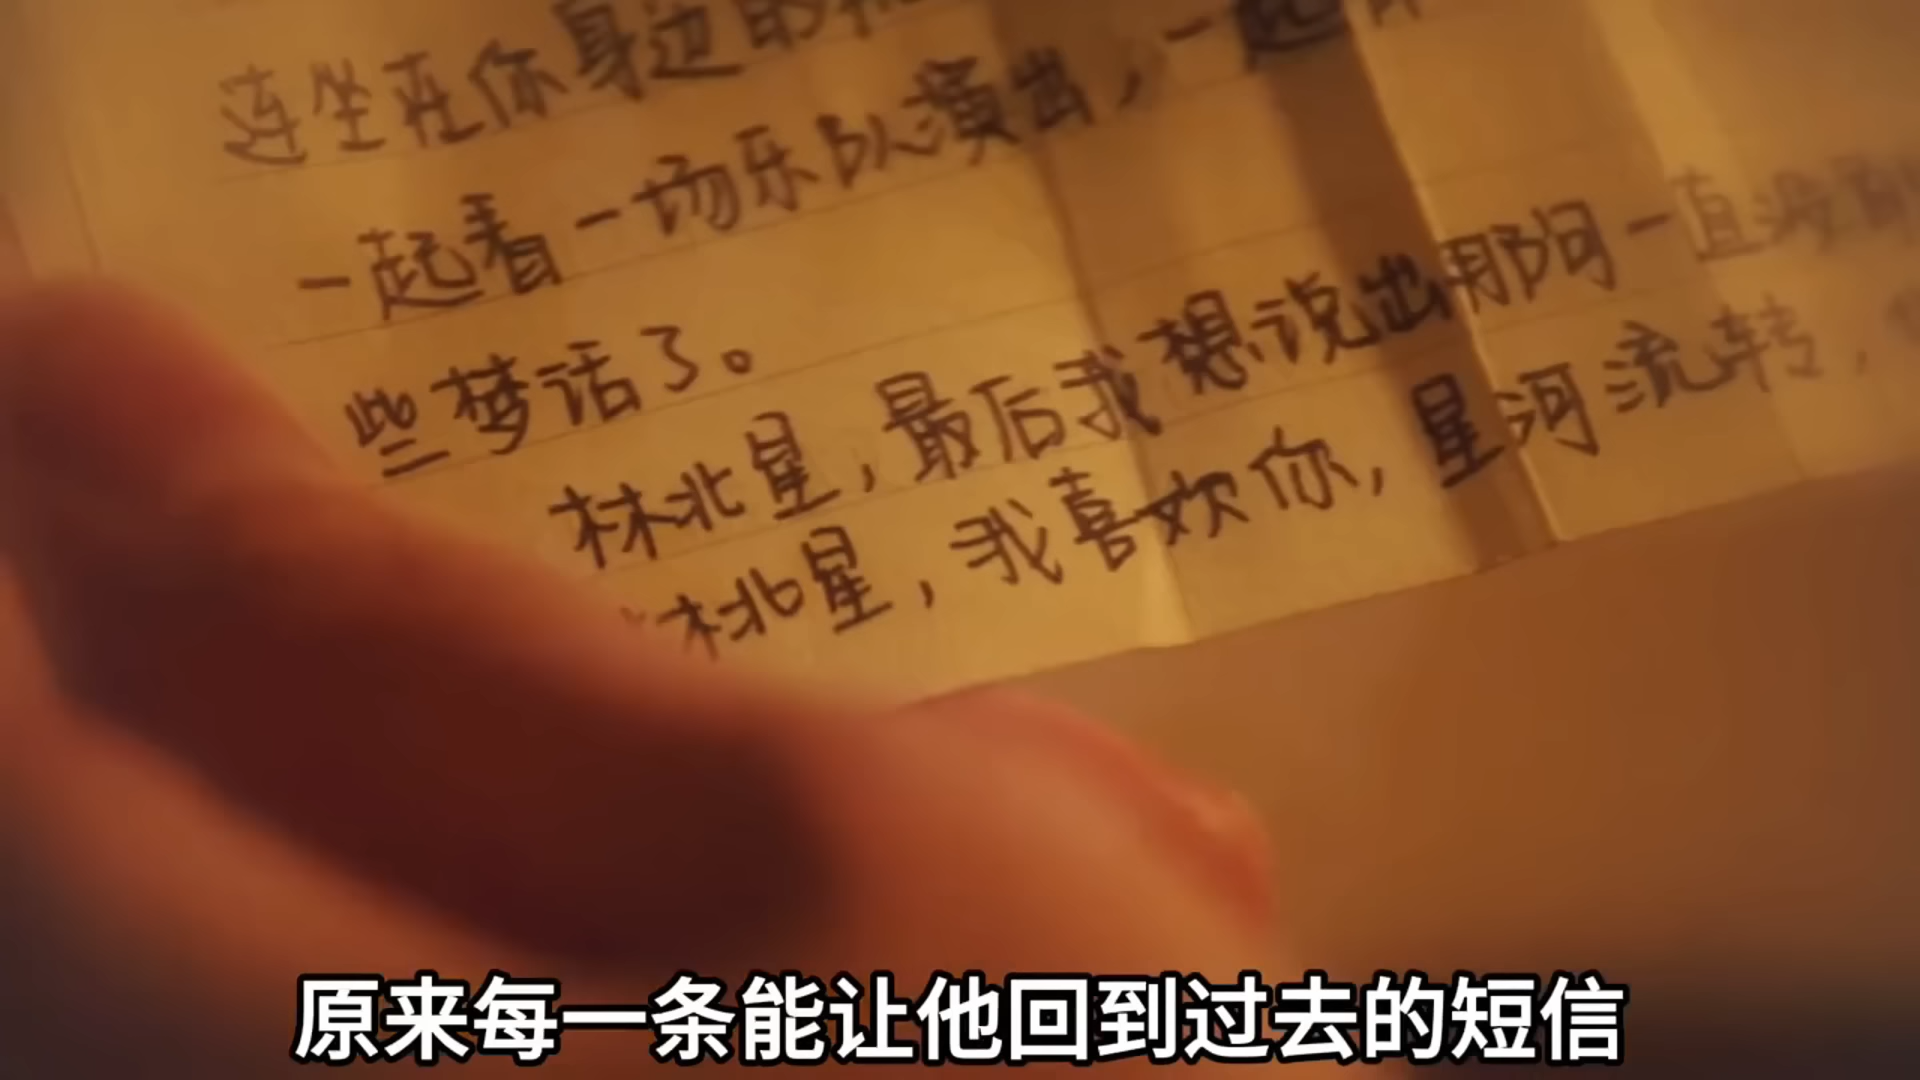 连坐在你身边的
一起看一场乐队演出，一起
些梦话了。
林北星，最后我想说出那问一直没
林北星，我喜欢你，星河流转，
原来每一条能让他回到过去的短信